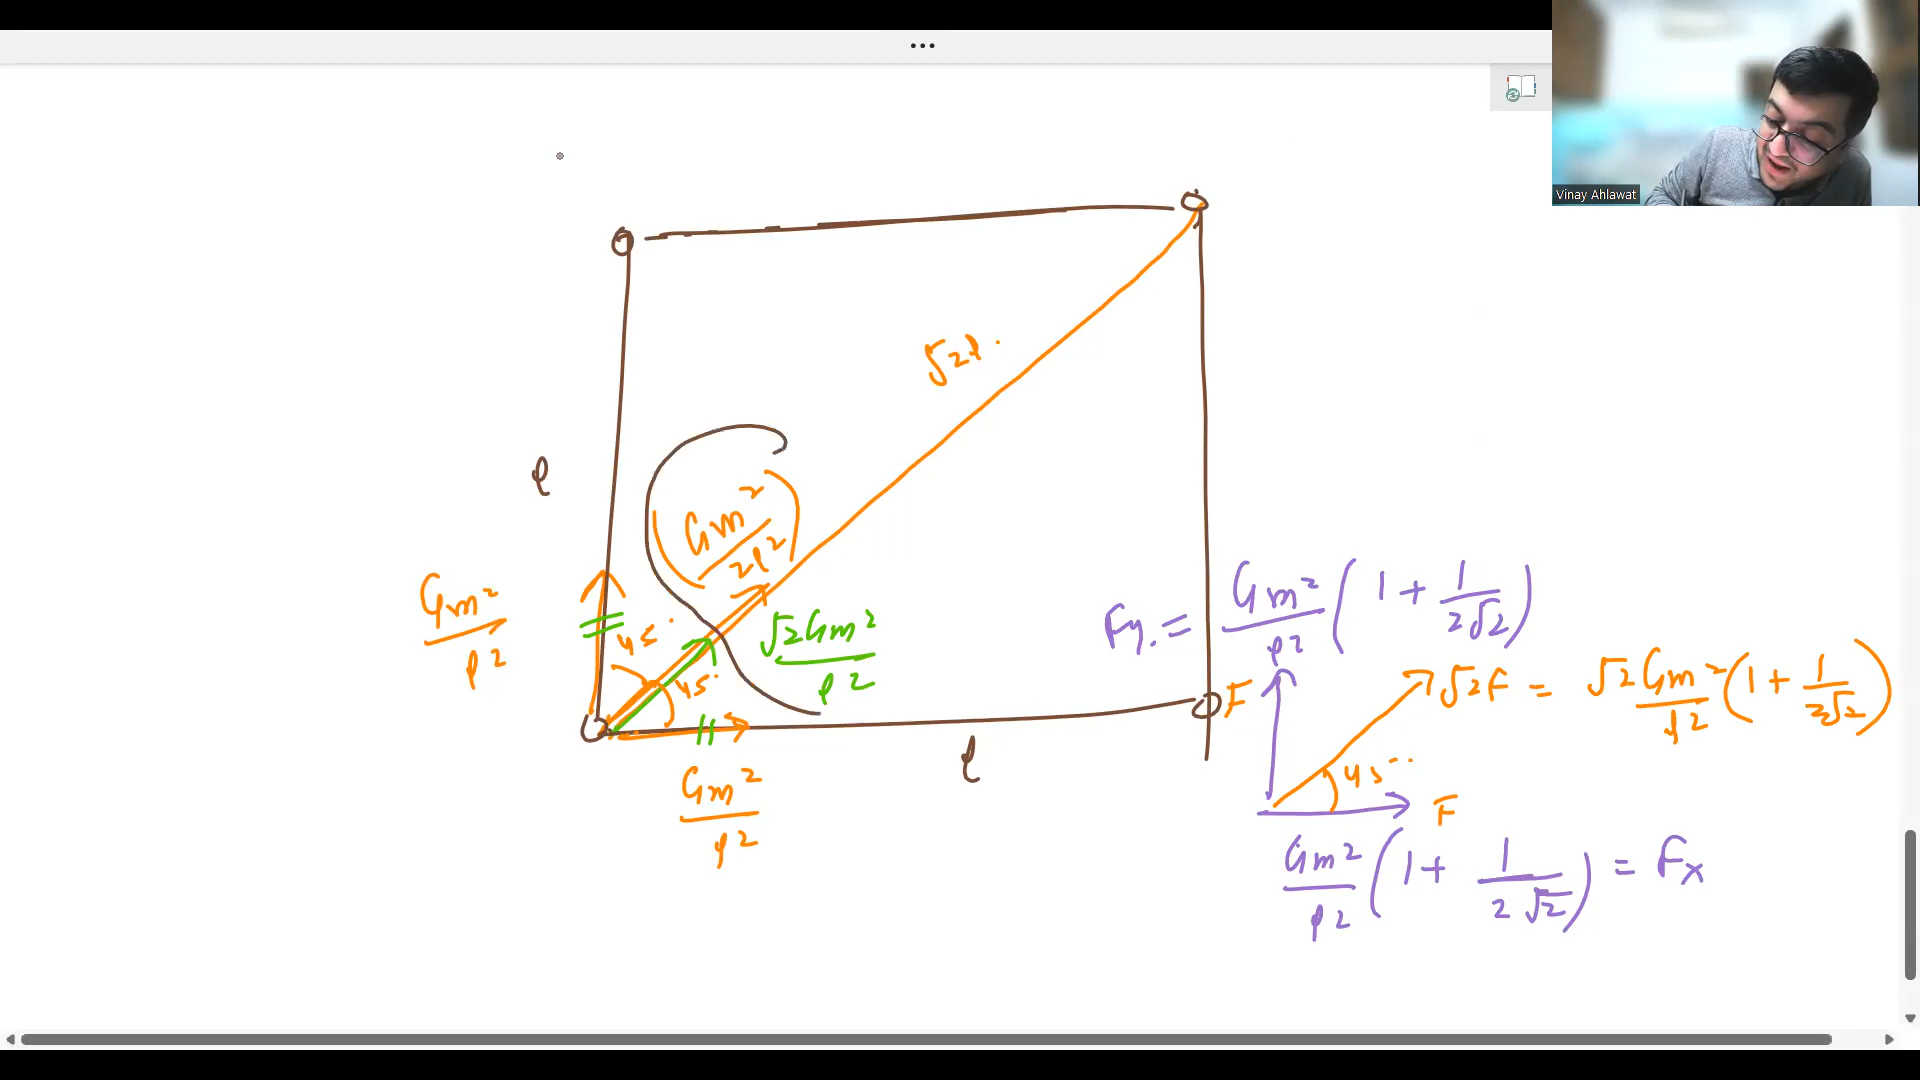 •••
Vinay Ahlawat
√2l.
l
Gm²/2l²
Gm²/l²
45°
45°
√2Gm²/l²
Fy. = Gm²/l² (1 + 1/2√2)
F
√2F = √2Gm²/l² (1 + 1/2√2)
45°
F
l
Gm²/l²
Gm²/l² (1 + 1/2√2) = Fx